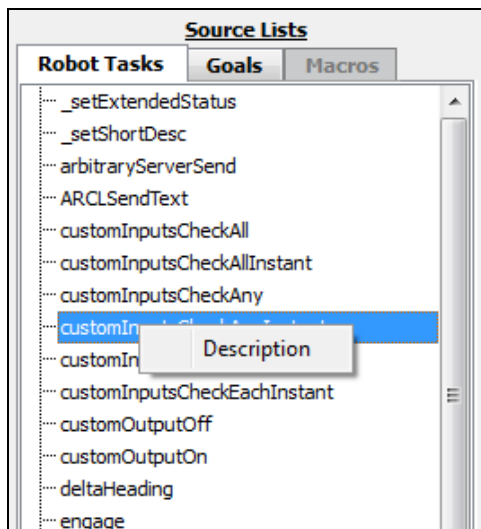 Source Lists
Robot Tasks Goals Macros
_setExtendedStatus
_setShortDesc
arbitraryServerSend
ARCLSendText
customInputsCheckAll
customInputsCheckAllInstant
customInputsCheckAny
Description
customInputsCheckEachInstant
customOutputOff
customOutputOn
deltaHeading
engage